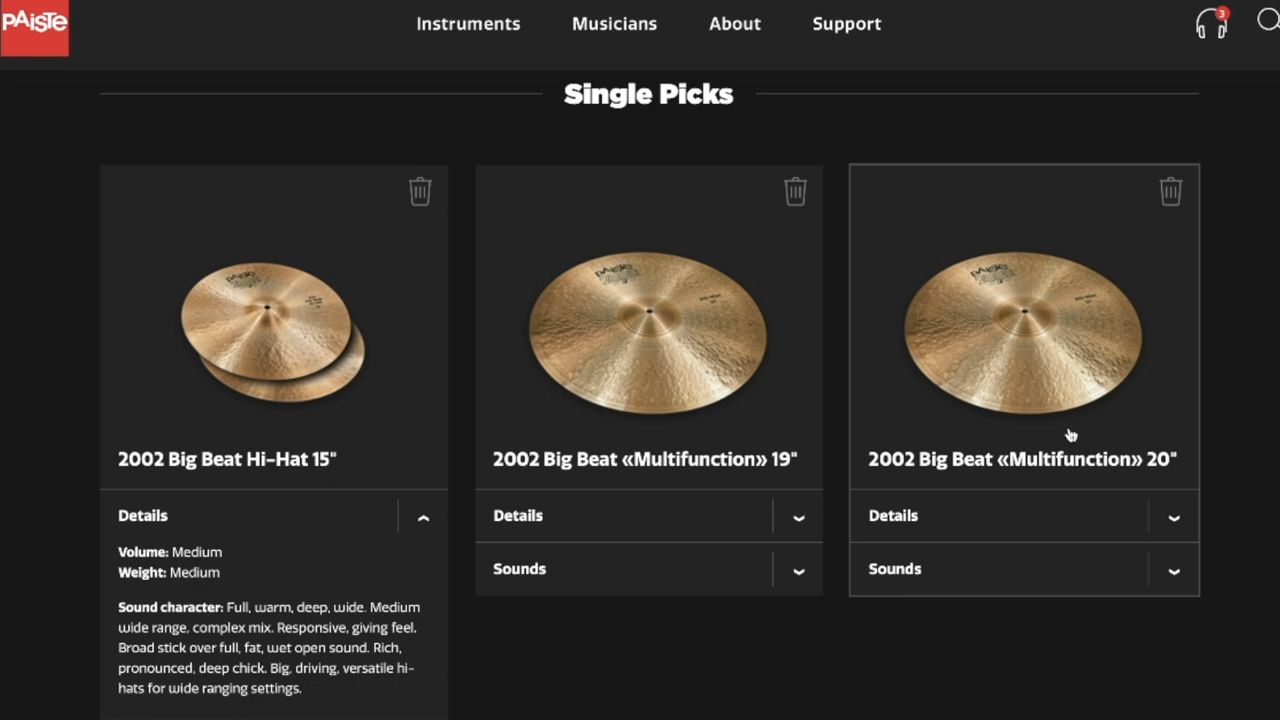 PAiSTe
Instruments
Musicians
About
Support
3
Single Picks
2002 Big Beat Hi-Hat 15"
Details
Volume: Medium
Weight: Medium
Sound character: Full, warm, deep, wide. Medium
wide range, complex mix. Responsive, giving feel.
Broad stick over full, fat, wet open sound. Rich,
pronounced, deep chick. Big, driving, versatile hi-
hats for wide ranging settings.
PAiSTe
2002 Big Beat «Multifunction» 19"
Details
Sounds
PAiSTe
2002 Big Beat «Multifunction» 20"
Details
Sounds